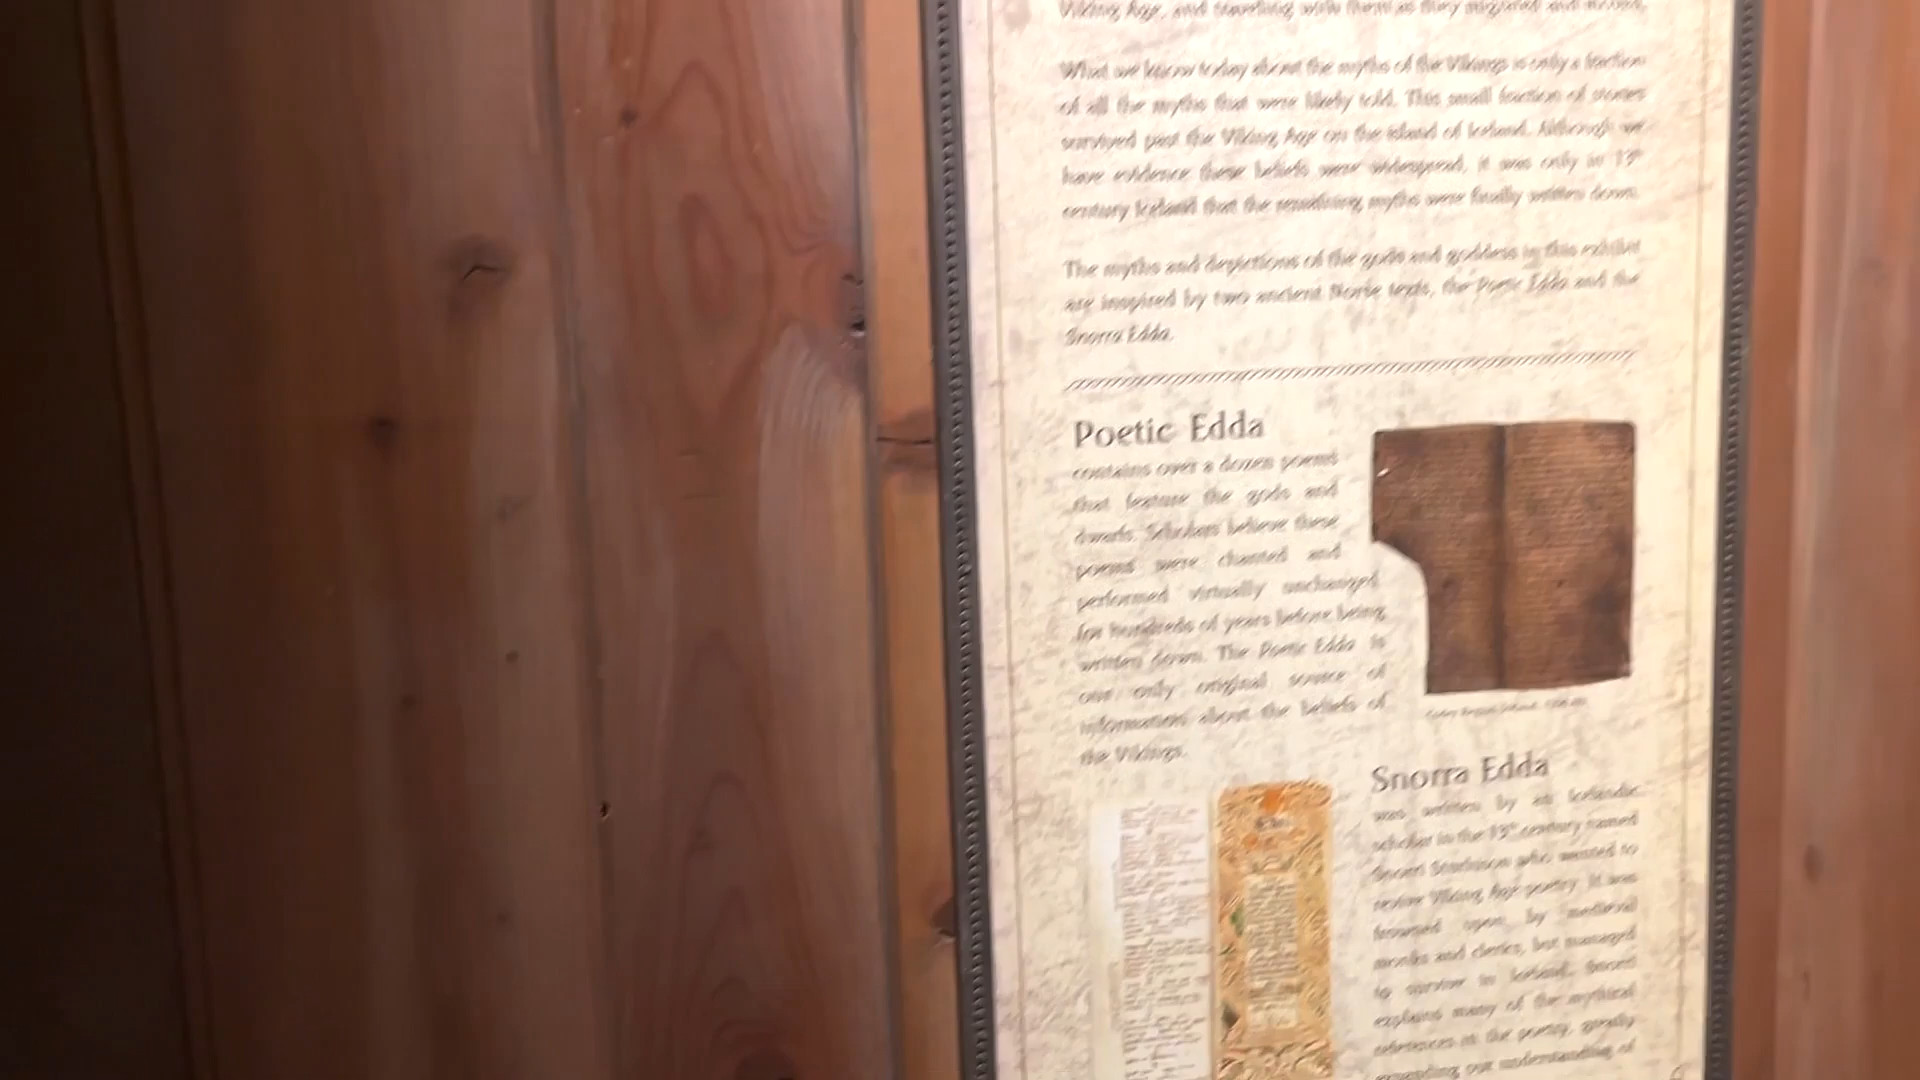 Viking Age, and travelling with them as they migrated and
What we know today about the myths of the Vikings is only a fraction
of all the myths that were likely told. This small fraction of stories
survived past the Viking Age on the island of Iceland. Although we
have evidence these beliefs were widespread, it was only in 13th
century Iceland that the remaining myths were finally written down.
The myths and depictions of the gods and goddess in this exhibit
are inspired by two ancient Norse texts, the Poetic Edda and the
Snorra Edda.
Poetic Edda
contains over a dozen poems
that feature the gods and
dwarfs. Scholars believe these
poems were chanted and
performed virtually unchanged
for hundreds of years before being
written down. The Poetic Edda is
our only original source of
information about the beliefs of
the Vikings.
Snorra Edda
was written by an Icelandic
scholar in the 13th century named
Snorri Sturluson who wanted to
revive Viking Age poetry. It was
frowned upon by medieval
monks and clerics, but managed
to survive in Iceland. Snorri
explains many of the mythical
references in the poetry, greatly
expanding our understanding of